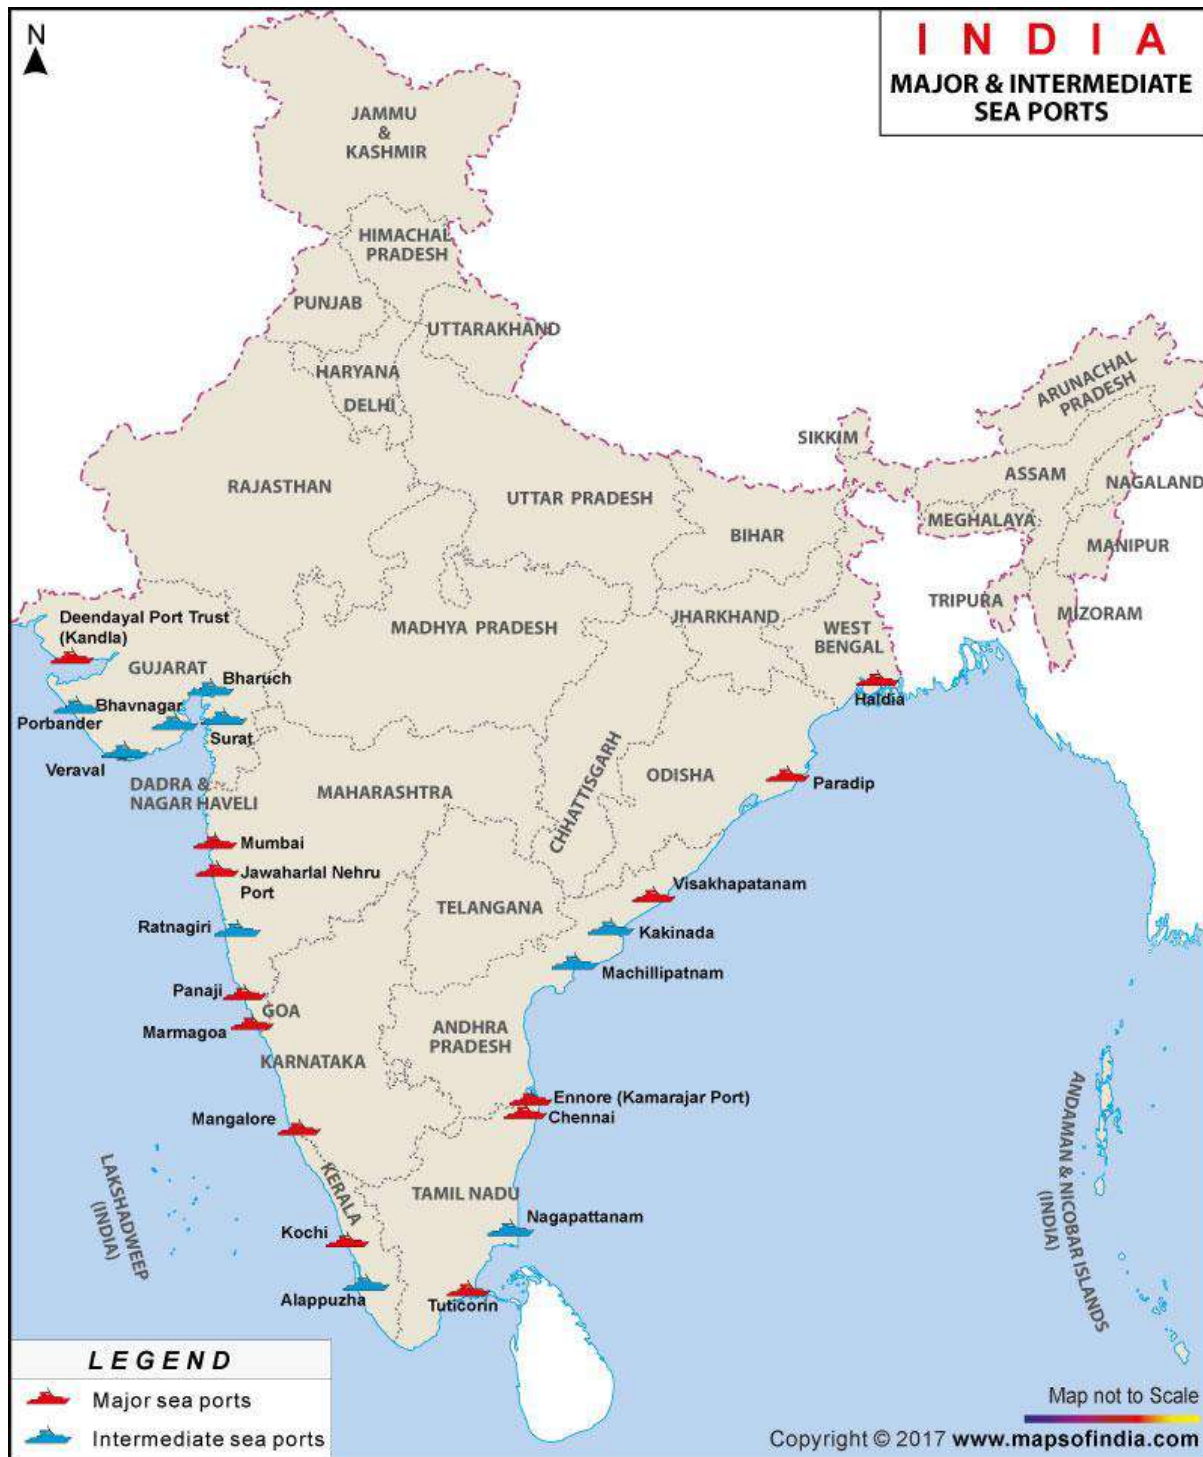 N
I N D I A
MAJOR & INTERMEDIATE
SEA PORTS
JAMMU
&
KASHMIR
HIMACHAL
PRADESH
PUNJAB
UTTARAKHAND
HARYANA
DELHI
ARUNACHAL
PRADESH
SIKKIM
RAJASTHAN
UTTAR PRADESH
ASSAM
NAGALAND
BIHAR
MEGHALAYA
MANIPUR
TRIPURA
MIZORAM
JHARKHAND
WEST
BENGAL
MADHYA PRADESH
Deendayal Port Trust
(Kandla)
GUJARAT
Bharuch
Bhavnagar
Porbander
Surat
Veraval
Haldia
DADRA &
NAGAR HAVELI
MAHARASHTRA
CHHATTISGARH
ODISHA
Paradip
Mumbai
Jawaharlal Nehru
Port
Visakhapatanam
TELANGANA
Ratnagiri
Kakinada
Machillipatnam
Panaji
GOA
Marmagoa
ANDHRA
PRADESH
KARNATAKA
Ennore (Kamarajar Port)
Chennai
Mangalore
LAKSHADWEEP
(INDIA)
KERALA
TAMIL NADU
ANDAMAN & NICOBAR ISLANDS
(INDIA)
Nagapattanam
Kochi
Alappuzha
Tuticorin
LEGEND
Major sea ports
Intermediate sea ports
Map not to Scale
Copyright © 2017 www.mapsofindia.com